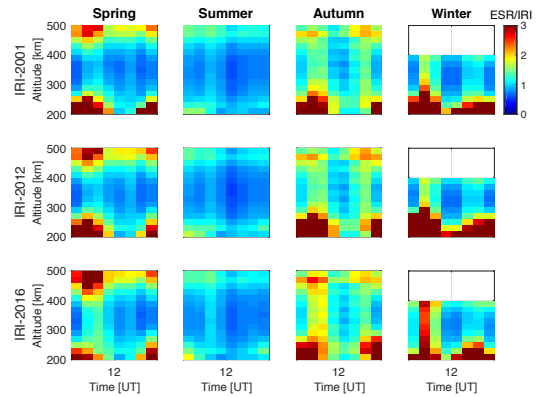 Spring Summer Autumn Winter ESR/IRI
IRI-2001
Altitude [km]
500
400
300
200
3
2
1
0
IRI-2012
Altitude [km]
500
400
300
200
IRI-2016
Altitude [km]
500
400
300
200
12 12 12 12
Time [UT] Time [UT] Time [UT] Time [UT]